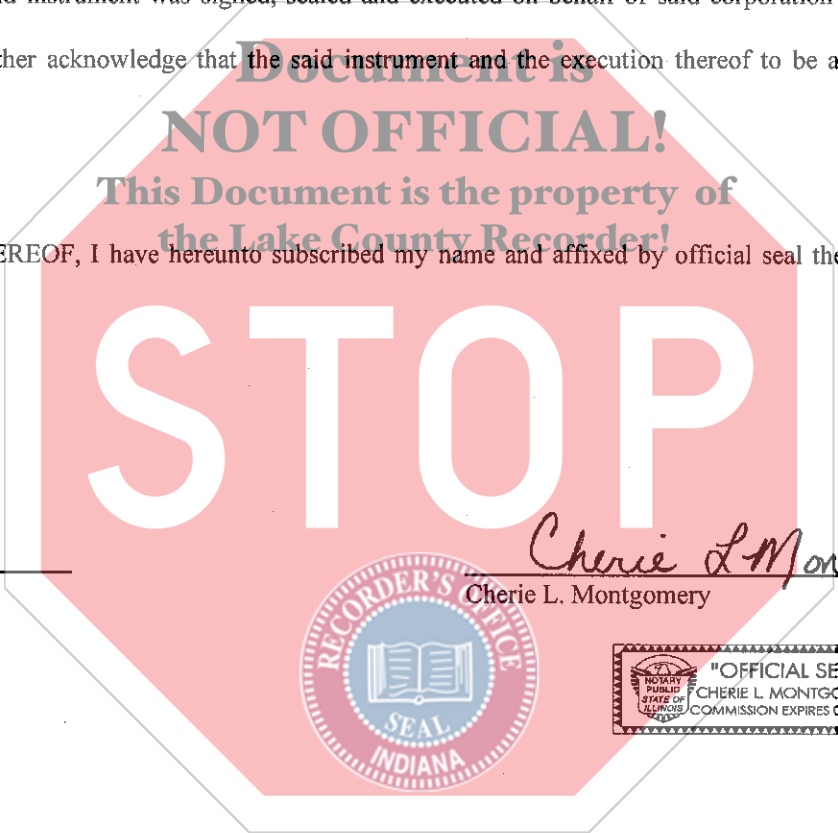 instrument was signed, sealed and executed on behalf of said corporation
ther acknowledge that the said instrument and the execution thereof to be a
Document is
NOT OFFICIAL!
This Document is the property of
the Lake County Recorder!
EREOF, I have hereunto subscribed my name and affixed by official seal the
STOP
Cherie L Mon
Cherie L. Montgomery
RECORDER'S OFFICE
SEAL
INDIANA
"OFFICIAL SE
NOTARY
PUBLIC
STATE OF
ILLINOIS
CHERIE L. MONTGO
COMMISSION EXPIRES